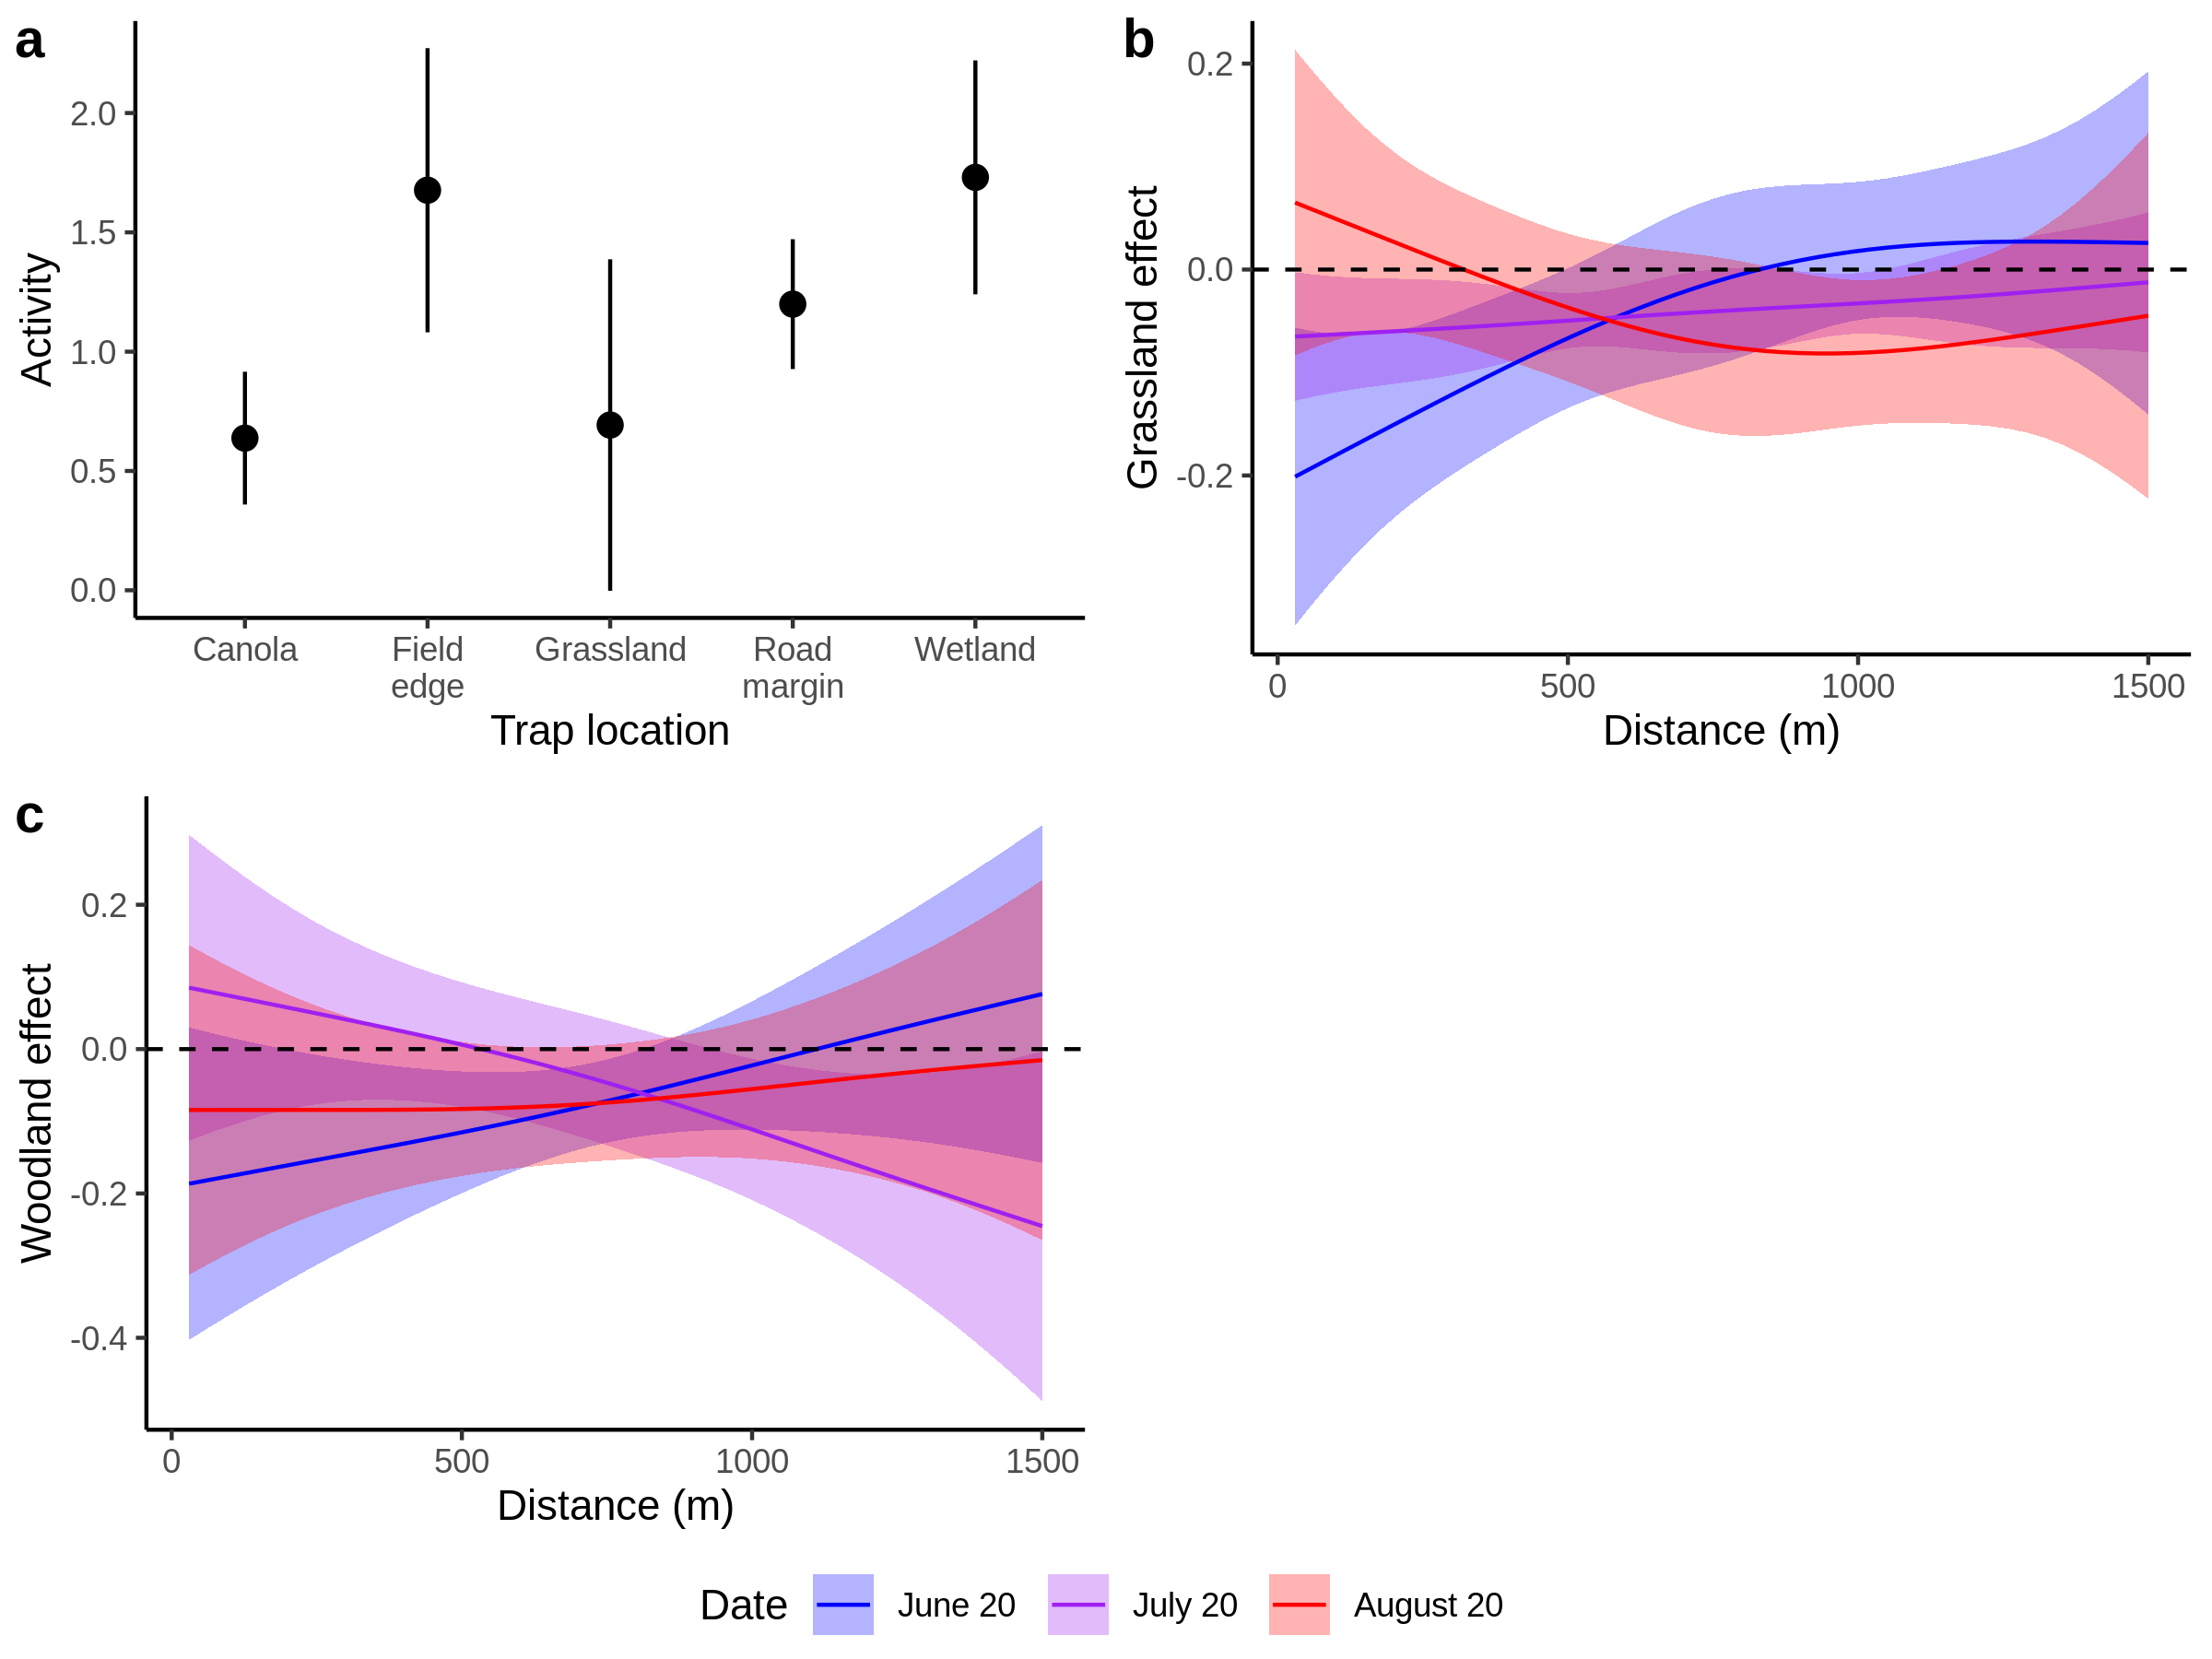 a
Activity
2.0
1.5
1.0
0.5
0.0
Canola
Field
edge
Grassland
Road
margin
Wetland
Trap location
b
Grassland effect
0.2
0.0
-0.2
0
500
1000
1500
Distance (m)
c
Woodland effect
0.2
0.0
-0.2
-0.4
0
500
1000
1500
Distance (m)
Date
June 20
July 20
August 20